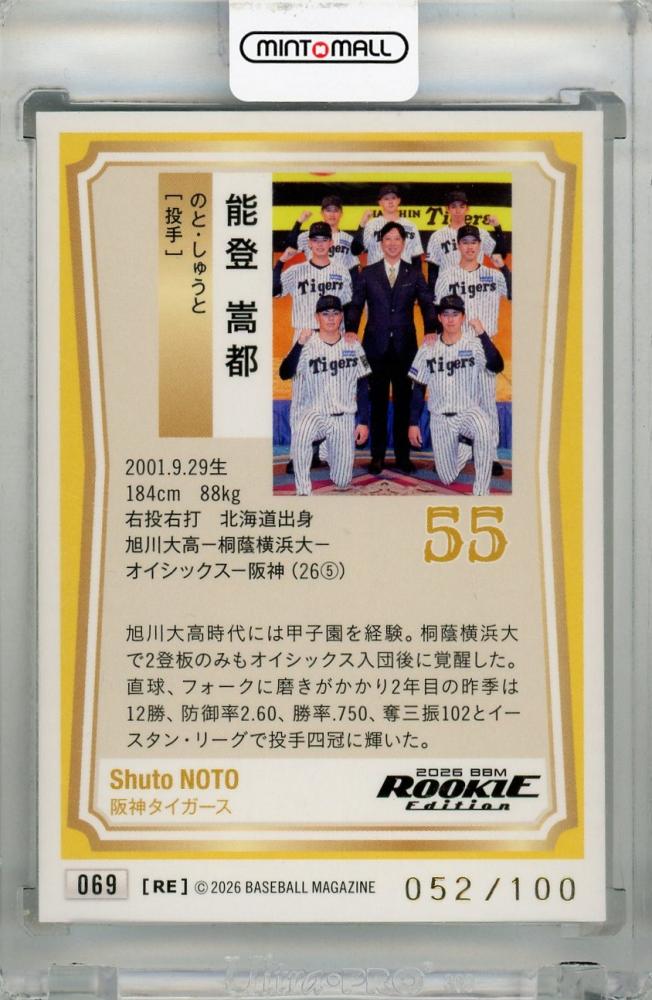 MINT MALL
能登 嵩都
のと・しゅうと
[投手]
HANSHIN Tigers
Tigers
Tigers
Tigers
Tigers
2001.9.29生
184cm 88kg
右投右打 北海道出身
旭川大高ー桐蔭横浜大ー
オイシックスー阪神（26⑤）
55
旭川大高時代には甲子園を経験。桐蔭横浜大
で2登板のみもオイシックス入団後に覚醒した。
直球、フォークに磨きがかかり2年目の昨季は
12勝、防御率2.60、勝率.750、奪三振102とイー
スタン・リーグで投手四冠に輝いた。
Shuto NOTO
阪神タイガース
2026 BBM
ROOKIE
Edition
069
[RE] © 2026 BASEBALL MAGAZINE
052/100
Ultra·PRO